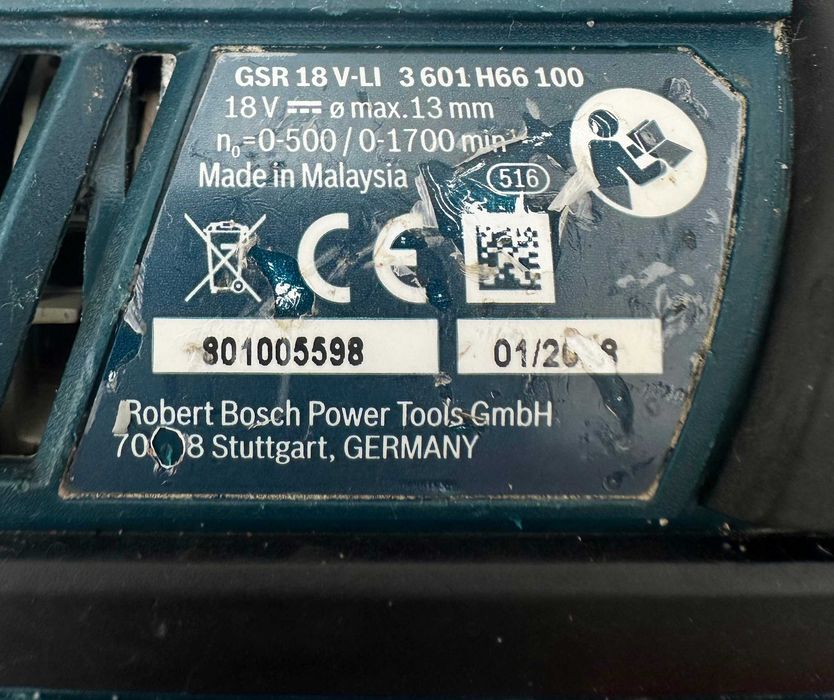 GSR 18 V-LI 3 601 H66 100
18 V ⎓ ø max. 13 mm
n₀=0-500 / 0-1700 min
Made in Malaysia 516
CE
801005598
Robert Bosch Power Tools GmbH
Stuttgart, GERMANY